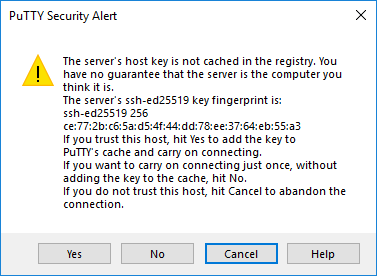 PuTTY Security Alert
The server's host key is not cached in the registry. You
have no guarantee that the server is the computer you
think it is.
The server's ssh-ed25519 key fingerprint is:
ssh-ed25519 256
ce:77:2b:c6:5a:d5:4f:44:dd:78:ee:37:64:eb:55:a3
If you trust this host, hit Yes to add the key to
PuTTY's cache and carry on connecting.
If you want to carry on connecting just once, without
adding the key to the cache, hit No.
If you do not trust this host, hit Cancel to abandon the
connection.
Yes No Cancel Help